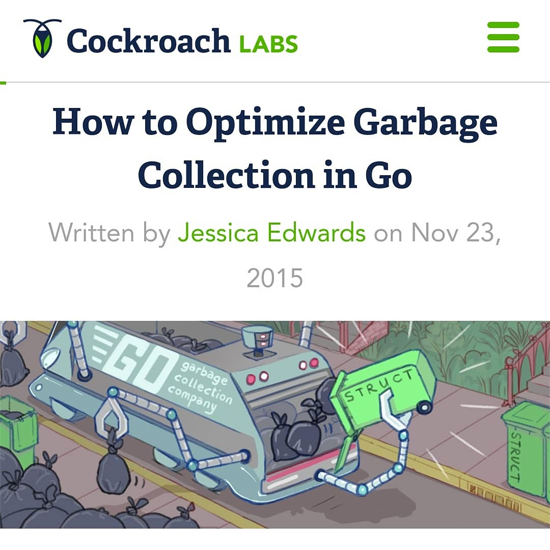 Cockroach LABS
How to Optimize Garbage
Collection in Go
Written by Jessica Edwards on Nov 23,
2015
GO
garbage
collection
company
STRUCT
STRUCT